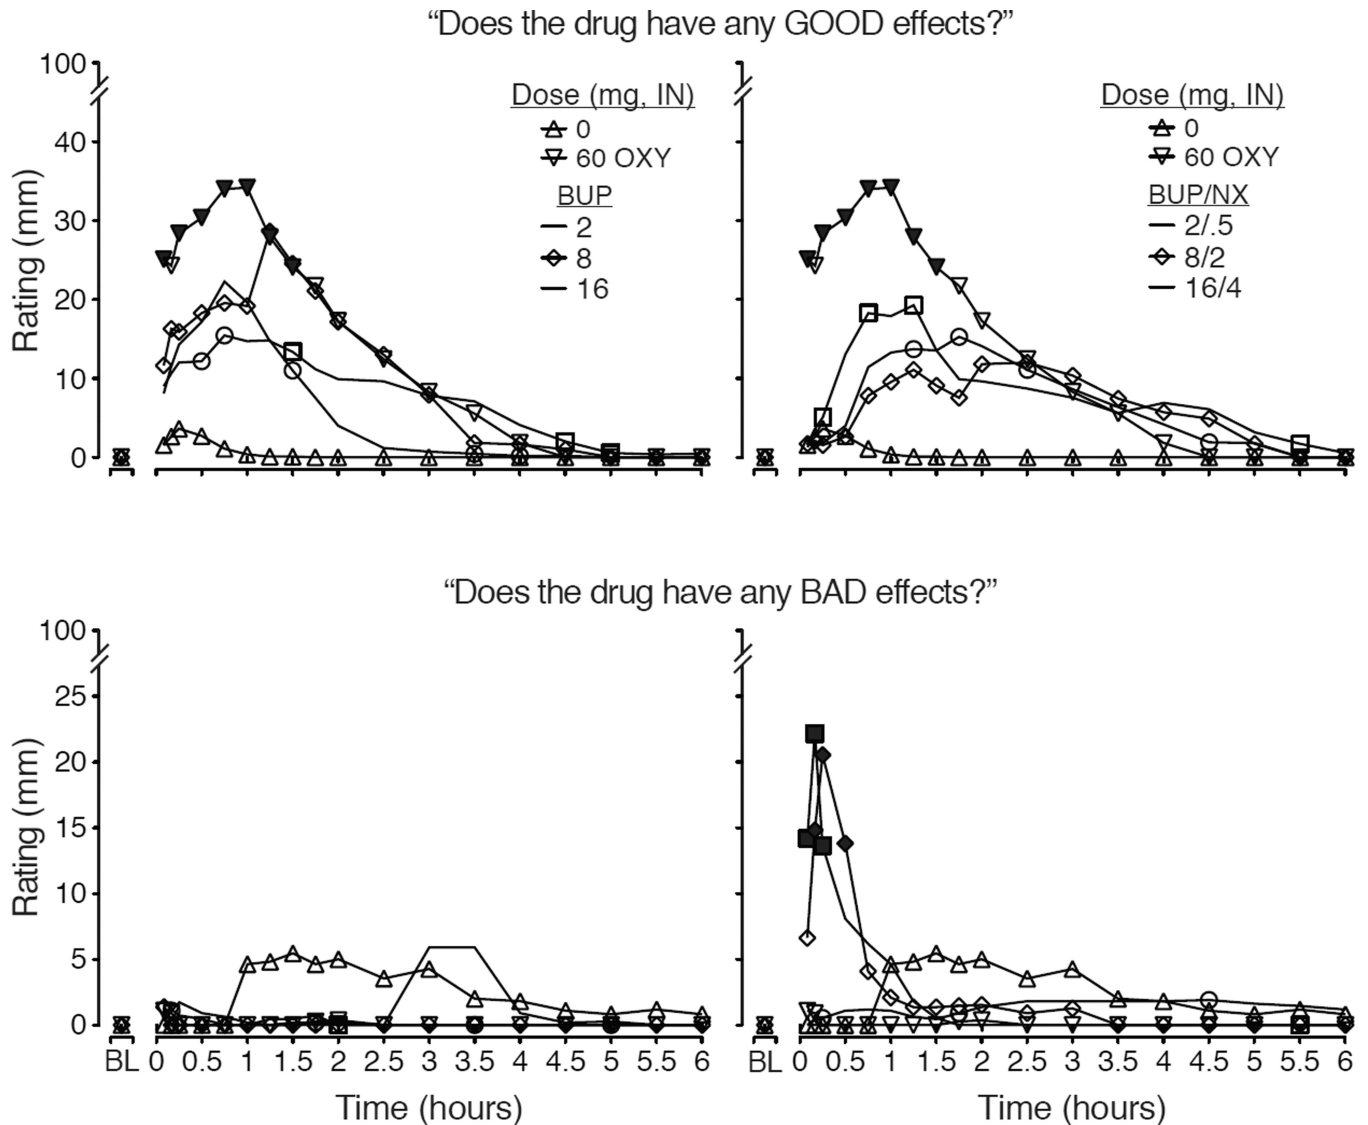 “Does the drug have any GOOD effects?”
100
40
30
20
10
0
Rating (mm)
Dose (mg, IN)
0
60 OXY
BUP
2
8
16
Dose (mg, IN)
0
60 OXY
BUP/NX
2/.5
8/2
16/4
“Does the drug have any BAD effects?”
100
25
20
15
10
5
0
Rating (mm)
BL 0 0.5 1 1.5 2 2.5 3 3.5 4 4.5 5 5.5 6
Time (hours)
BL 0 0.5 1 1.5 2 2.5 3 3.5 4 4.5 5 5.5 6
Time (hours)